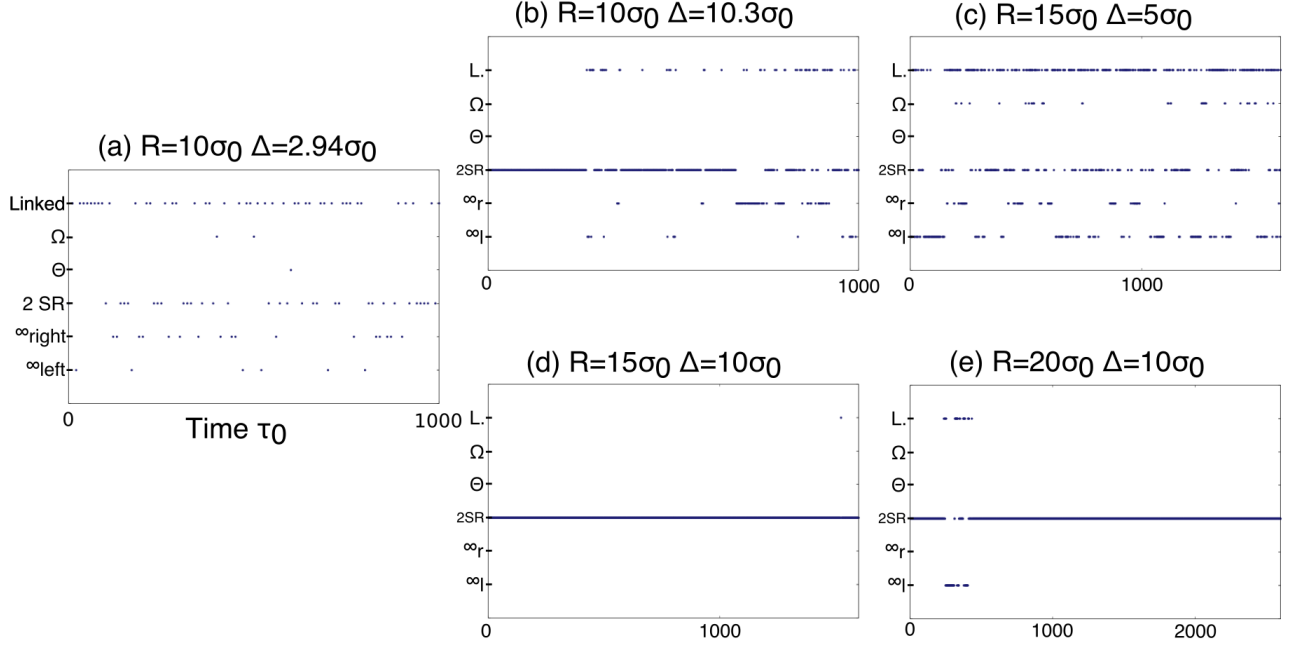 (a) R=10σ0 Δ=2.94σ0
Linked
Ω
Θ
2 SR
∞right
∞left
0 1000
Time τ0
(b) R=10σ0 Δ=10.3σ0
L.
Ω
Θ
2SR
∞r
∞l
0 1000
(c) R=15σ0 Δ=5σ0
L.
Ω
Θ
2SR
∞r
∞l
0 1000
(d) R=15σ0 Δ=10σ0
L.
Ω
Θ
2SR
∞r
∞l
0 1000
(e) R=20σ0 Δ=10σ0
L.
Ω
Θ
2SR
∞r
∞l
0 1000 2000